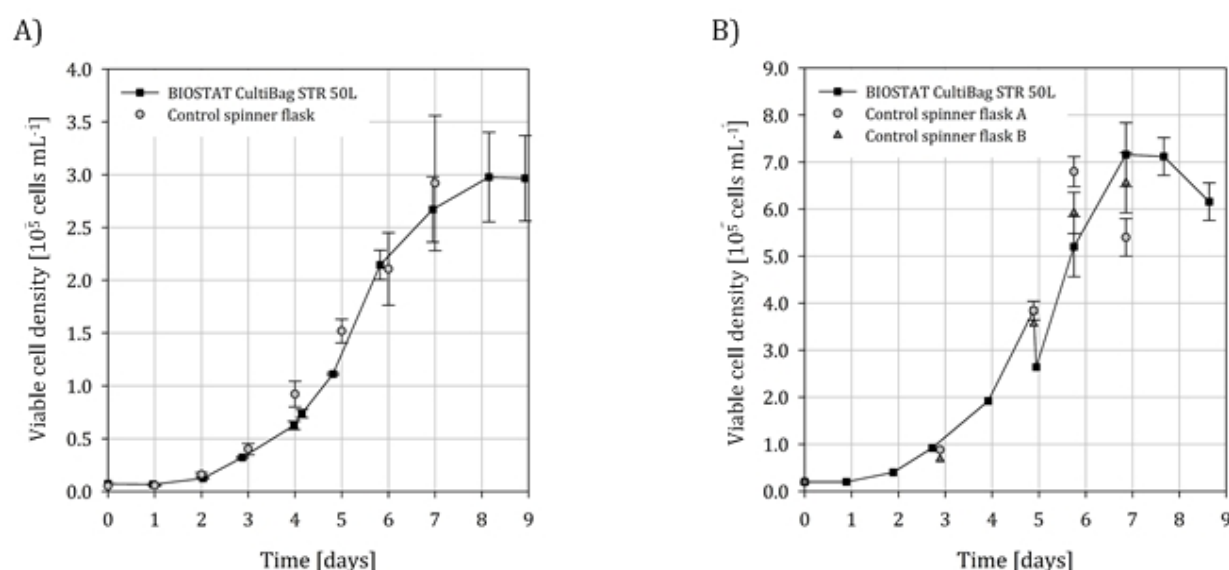 A)
4.0
3.5
3.0
2.5
2.0
1.5
1.0
0.5
0.0
0 1 2 3 4 5 6 7 8 9
BIOSTAT CultiBag STR 50L
Control spinner flask
Viable cell density [10⁵ cells mL⁻¹]
Time [days]
B)
9.0
8.0
7.0
6.0
5.0
4.0
3.0
2.0
1.0
0.0
0 1 2 3 4 5 6 7 8 9
BIOSTAT CultiBag STR 50L
Control spinner flask A
Control spinner flask B
Viable cell density [10⁵ cells mL⁻¹]
Time [days]